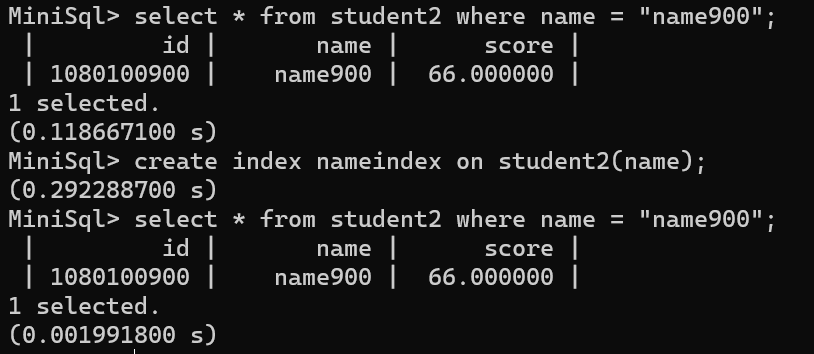 MiniSql> select * from student2 where name = "name900";
|         id |       name |      score |
| 1080100900 |    name900 |  66.000000 |
1 selected.
(0.118667100 s)
MiniSql> create index nameindex on student2(name);
(0.292288700 s)
MiniSql> select * from student2 where name = "name900";
|         id |       name |      score |
| 1080100900 |    name900 |  66.000000 |
1 selected.
(0.001991800 s)